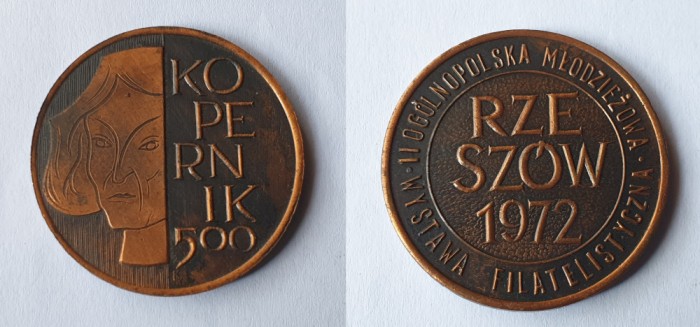 KO
PE
RN
IK
500
II OGÓLNOPOLSKA MŁODZIEŻOWA · WYSTAWA FILATELISTYCZNA ·
RZE
SZÓW
1972